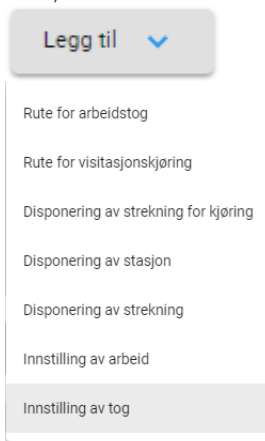 Legg til
Rute for arbeidstog
Rute for visitasjonskjøring
Disponering av strekning for kjøring
Disponering av stasjon
Disponering av strekning
Innstilling av arbeid
Innstilling av tog